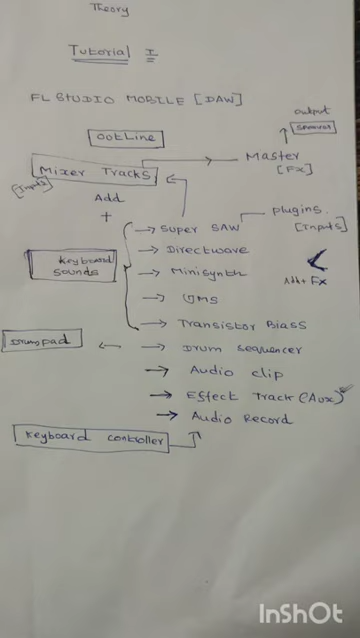 Theory
Tutorial I
FL STUDIO MOBILE [DAW]
output
OOtLine
Mixer Tracks
Master
[Inputs]
[Fx]
Add
+
→ Super SAW
plugins
[Inputs]
→ Directwave
Keyboard
sounds
→ Minisynth
Add+ Fx
→ GMS
→ Transistor Biass
Drumpad
→ Drum sequencer
→ Audio clip
→ Effect Track (Aux)
→ Audio Record
Keyboard controller
InShOt